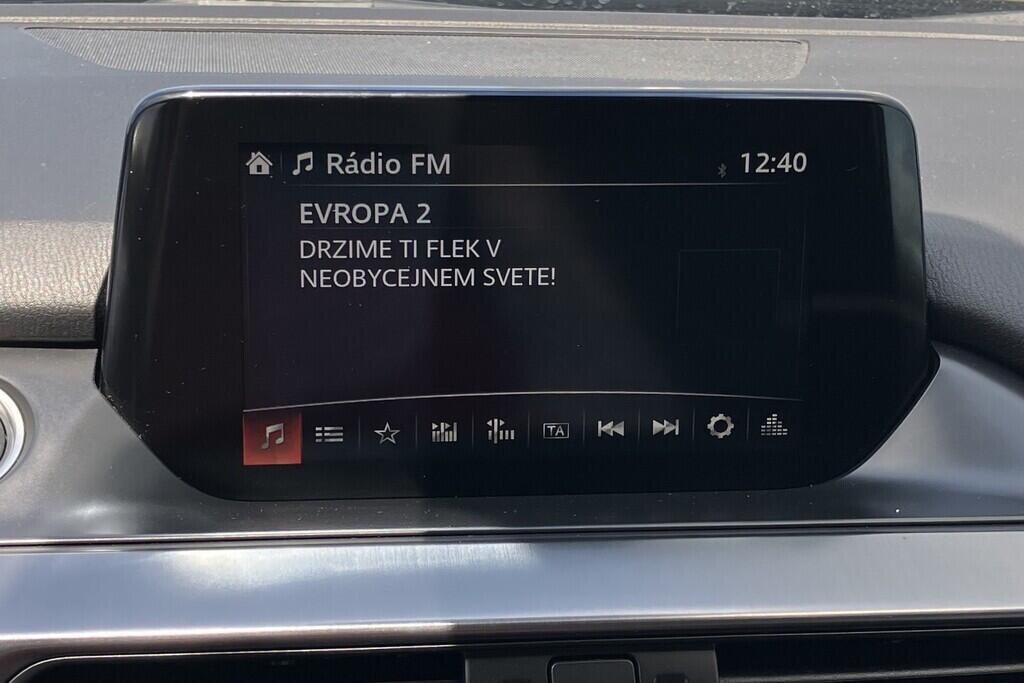 Rádio FM 12:40
EVROPA 2
DRZIME TI FLEK V
NEOBYCEJNEM SVETE!
TA